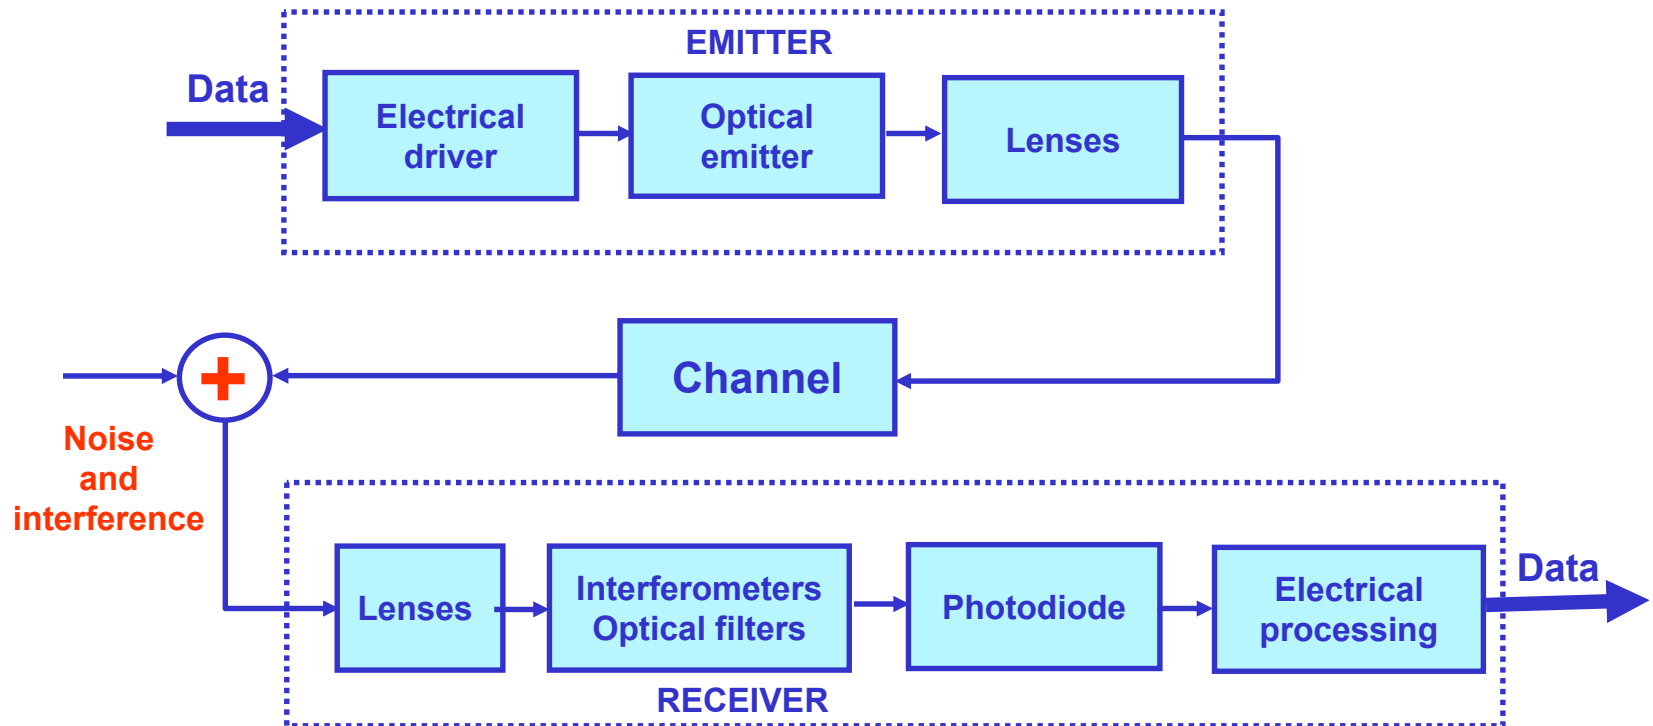 EMITTER
Data
Electrical
driver
Optical
emitter
Lenses
+
Channel
Noise
and
interference
Lenses
Interferometers
Optical filters
Photodiode
Electrical
processing
Data
RECEIVER